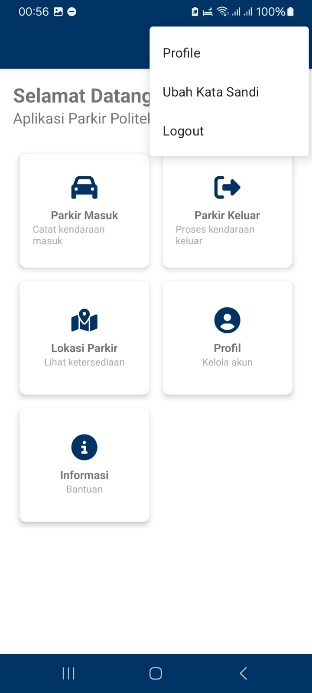 00:56
100%
Profile
Ubah Kata Sandi
Logout
Selamat Datang
Aplikasi Parkir
Parkir Masuk
Catat kendaraan
masuk
Parkir Keluar
Proses kendaraan
keluar
Lokasi Parkir
Lihat ketersediaan
Profil
Kelola akun
Informasi
Bantuan